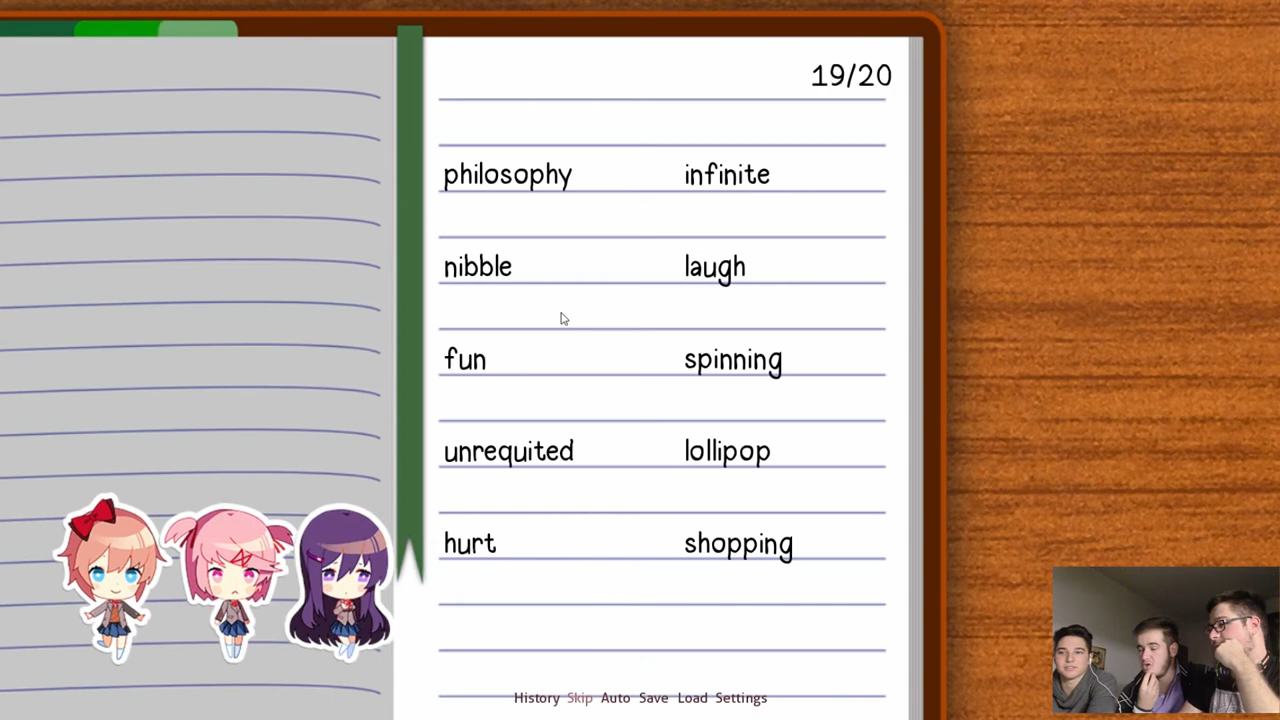 19/20
philosophy infinite
nibble laugh
fun spinning
unrequited lollipop
hurt shopping
History Skip Auto Save Load Settings